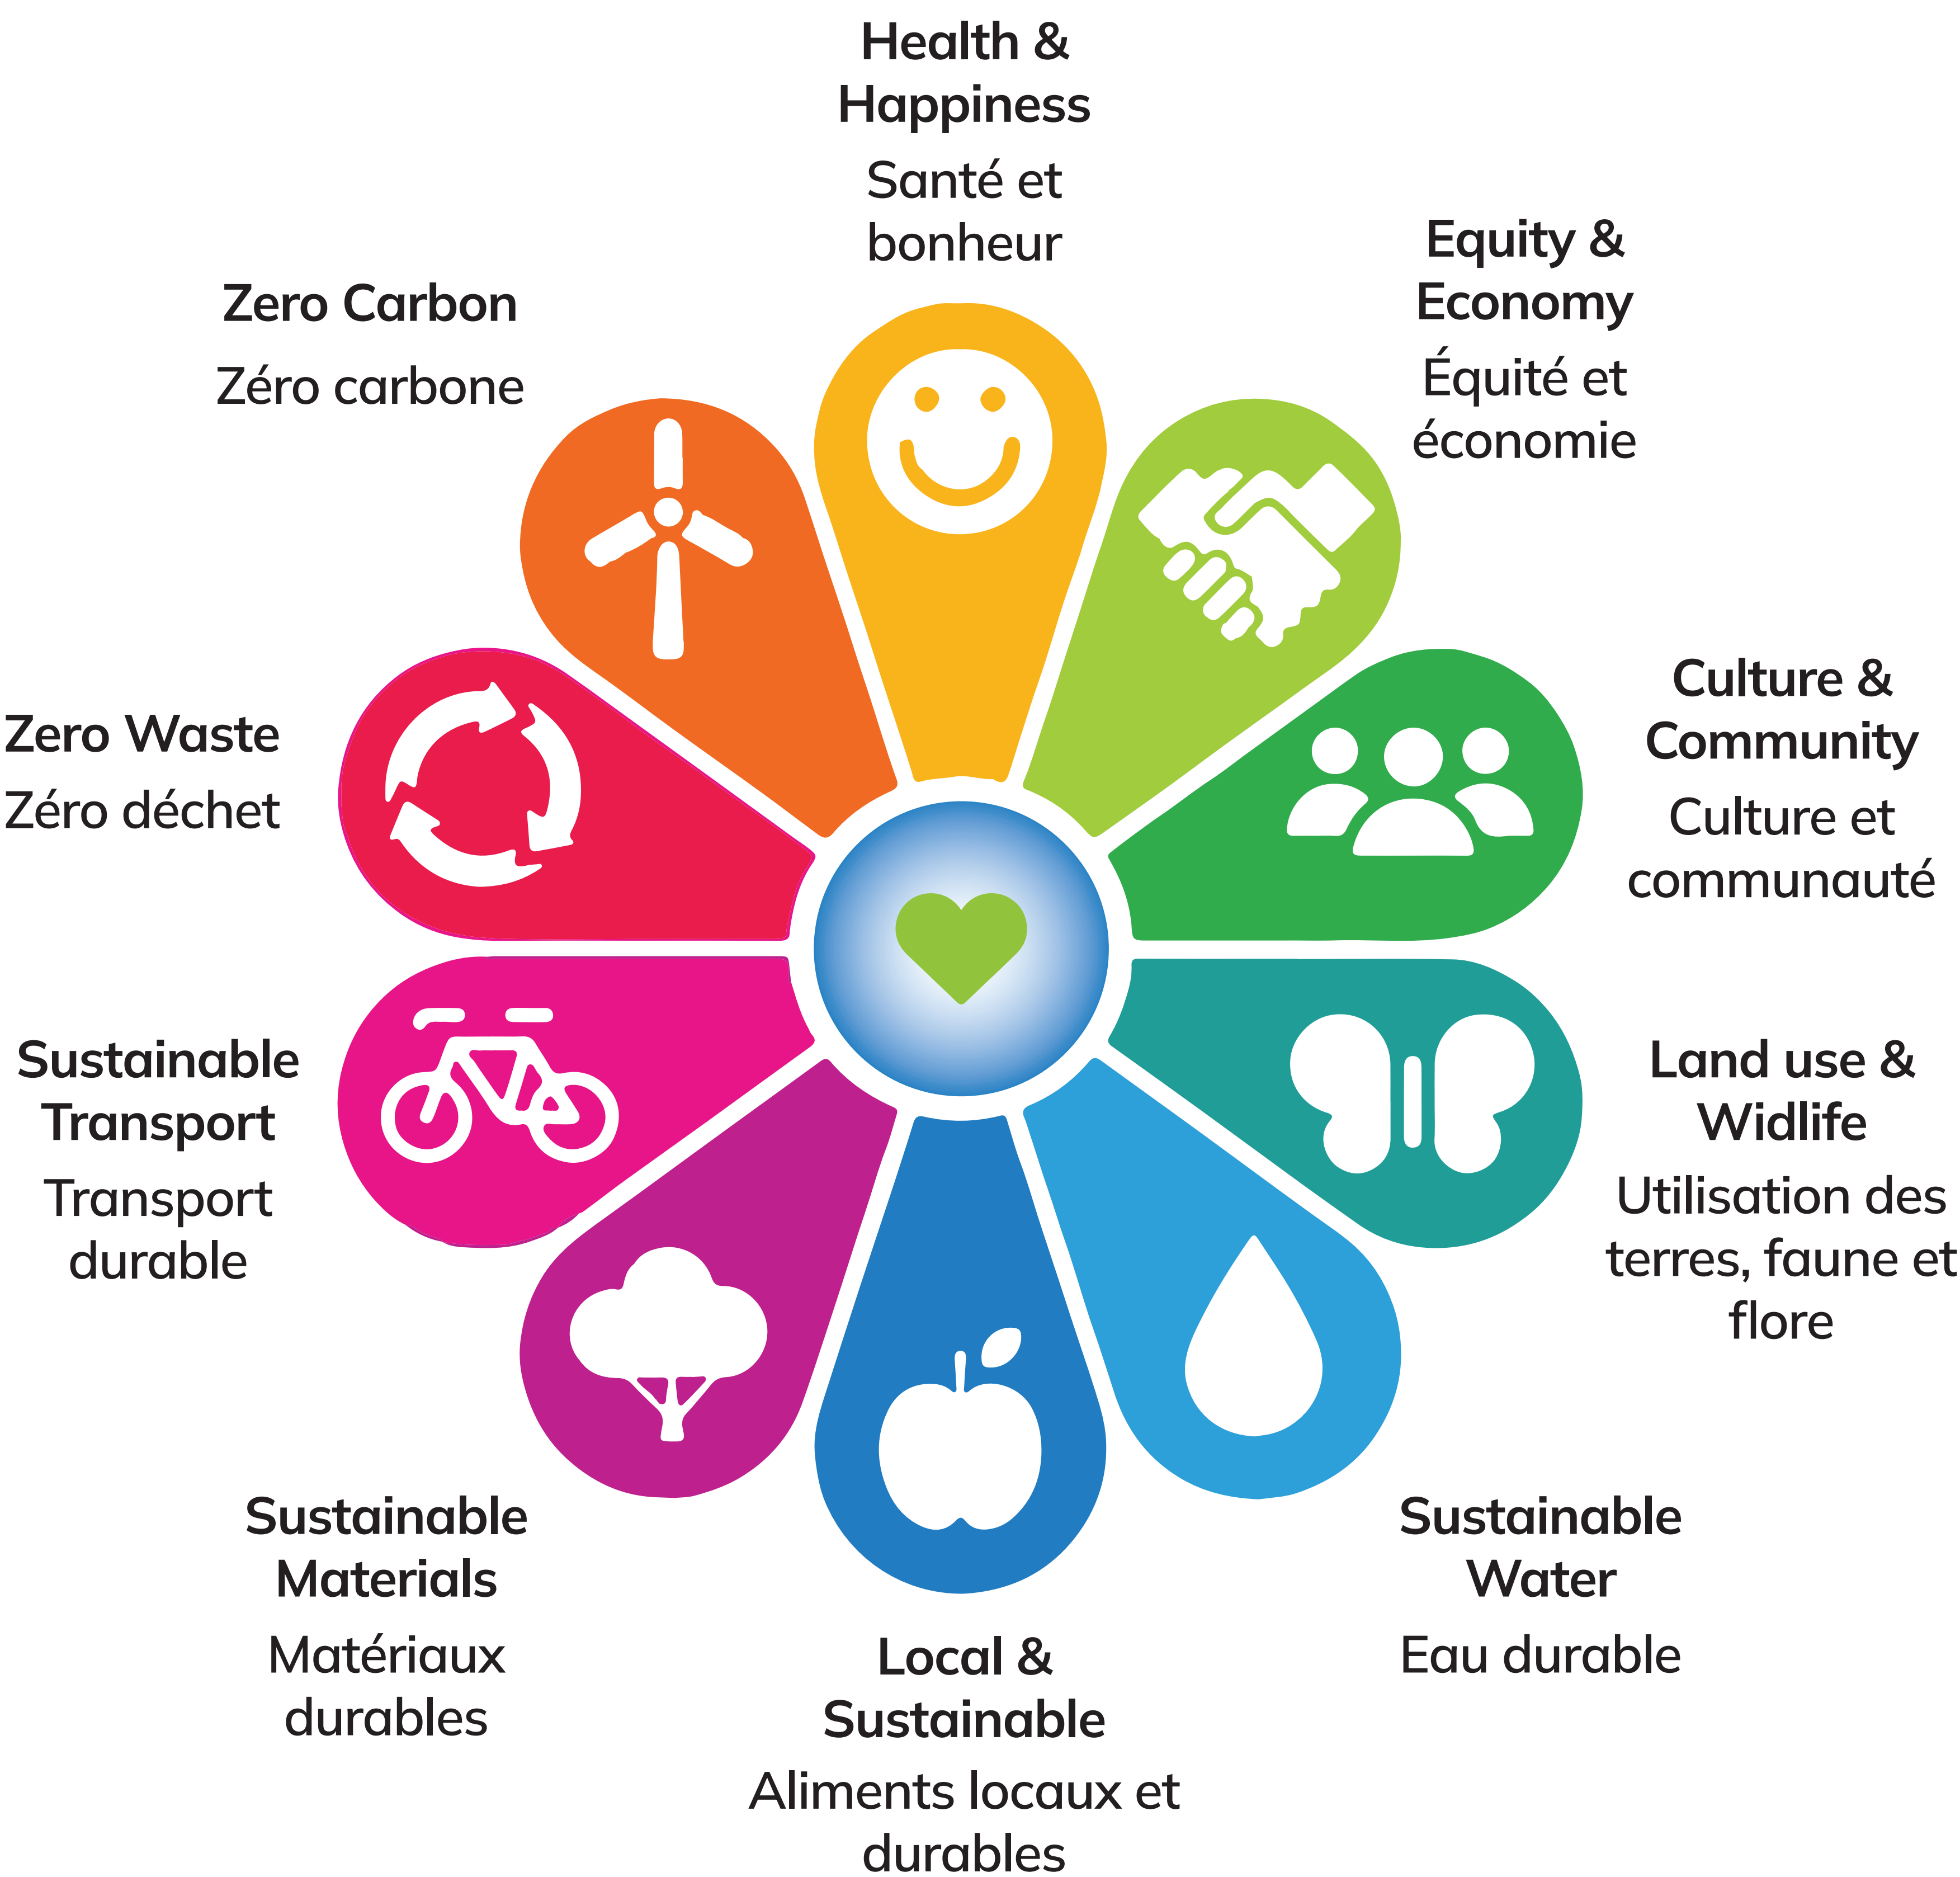 Health &
Happiness
Santé et
bonheur
Equity &
Economy
Équité et
économie
Culture &
Community
Culture et
communauté
Land use &
Widlife
Utilisation des
terres, faune et
flore
Sustainable
Water
Eau durable
Local &
Sustainable
Aliments locaux et
durables
Sustainable
Materials
Matériaux
durables
Sustainable
Transport
Transport
durable
Zero Waste
Zéro déchet
Zero Carbon
Zéro carbone